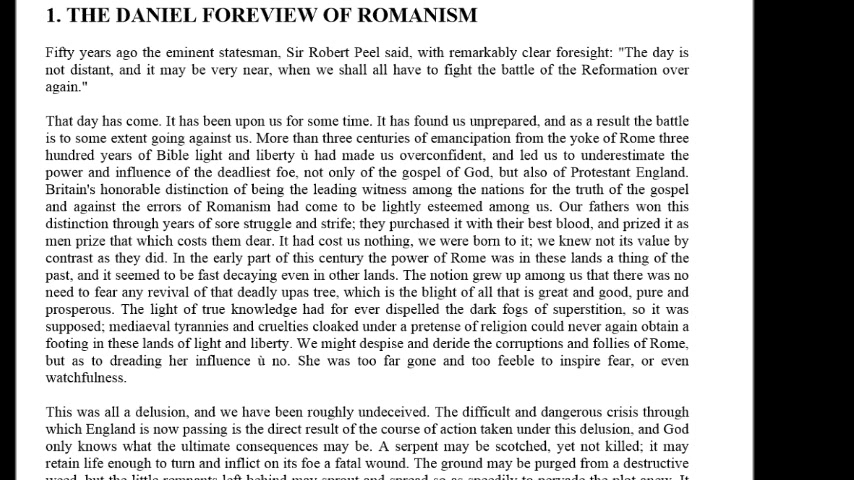 1. THE DANIEL FOREVIEW OF ROMANISM
Fifty years ago the eminent statesman, Sir Robert Peel said, with remarkably clear foresight: "The day is
not distant, and it may be very near, when we shall all have to fight the battle of the Reformation over
again."
That day has come. It has been upon us for some time. It has found us unprepared, and as a result the battle
is to some extent going against us. More than three centuries of emancipation from the yoke of Rome three
hundred years of Bible light and liberty ù had made us overconfident, and led us to underestimate the
power and influence of the deadliest foe, not only of the gospel of God, but also of Protestant England.
Britain's honorable distinction of being the leading witness among the nations for the truth of the gospel
and against the errors of Romanism had come to be lightly esteemed among us. Our fathers won this
distinction through years of sore struggle and strife; they purchased it with their best blood, and prized it as
men prize that which costs them dear. It had cost us nothing, we were born to it; we knew not its value by
contrast as they did. In the early part of this century the power of Rome was in these lands a thing of the
past, and it seemed to be fast decaying even in other lands. The notion grew up among us that there was no
need to fear any revival of that deadly upas tree, which is the blight of all that is great and good, pure and
prosperous. The light of true knowledge had for ever dispelled the dark fogs of superstition, so it was
supposed; mediaeval tyrannies and cruelties cloaked under a pretense of religion could never again obtain a
footing in these lands of light and liberty. We might despise and deride the corruptions and follies of Rome,
but as to dreading her influence ù no. She was too far gone and too feeble to inspire fear, or even
watchfulness.
This was all a delusion, and we have been roughly undeceived. The difficult and dangerous crisis through
which England is now passing is the direct result of the course of action taken under this delusion, and God
only knows what the ultimate consequences may be. A serpent may be scotched, yet not killed; it may
retain life enough to turn and inflict on its foe a fatal wound. The ground may be purged from a destructive
weed, but the little remnants left behind may sprout and spread so as speedily to pervade the plot anew. It